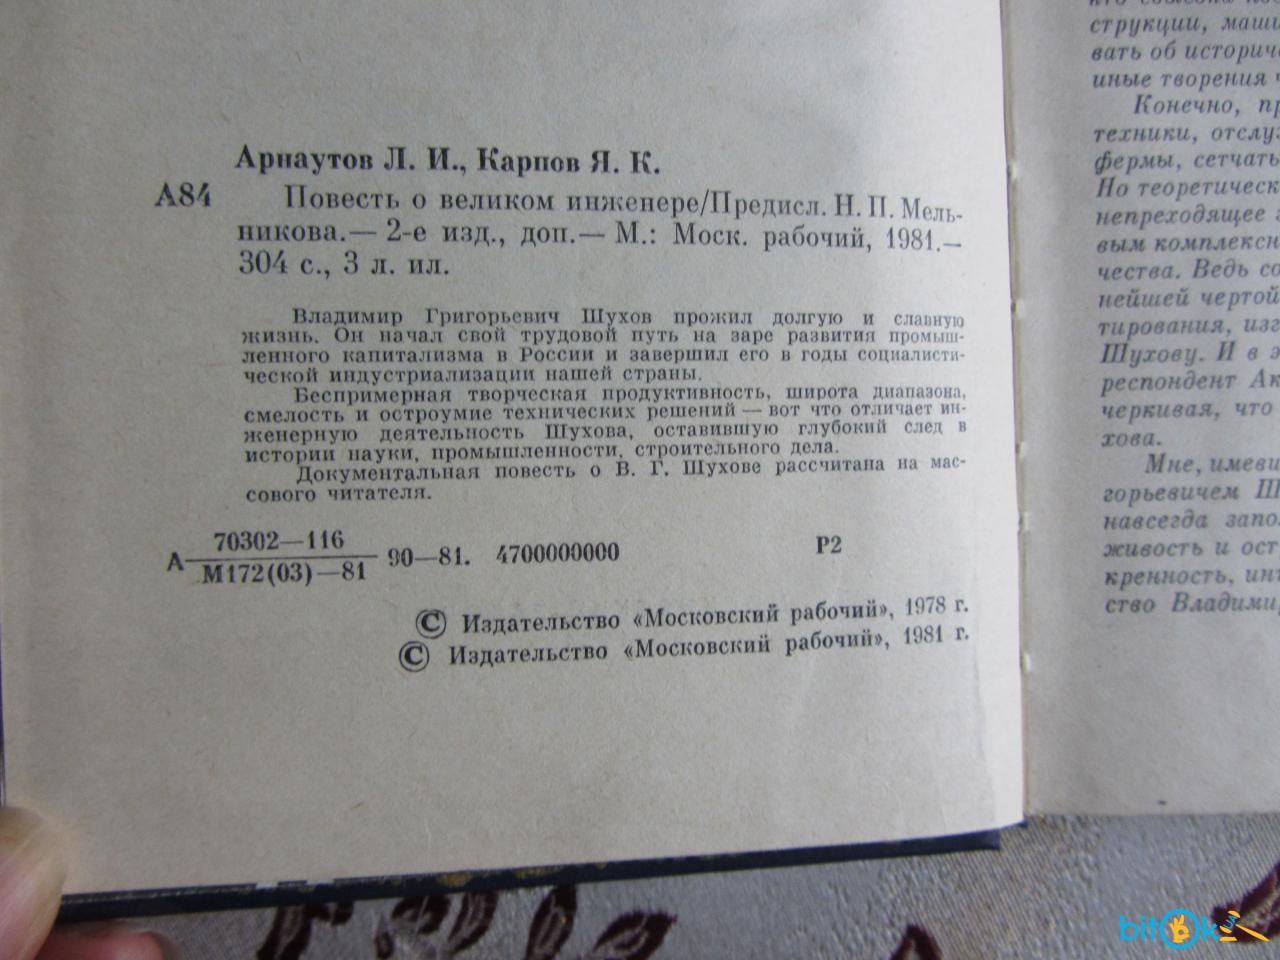 Арнаутов Л. И., Карпов Я. К.
А84 Повесть о великом инженере/Предисл. Н. П. Мель-
никова.— 2-е изд., доп.— М.: Моск. рабочий, 1981.—
304 с., 3 л. ил.
Владимир Григорьевич Шухов прожил долгую и славную
жизнь. Он начал свой трудовой путь на заре развития промыш-
ленного капитализма в России и завершил его в годы социалисти-
ческой индустриализации нашей страны.
Беспримерная творческая продуктивность, широта диапазона,
смелость и остроумие технических решений — вот что отличает ин-
женерную деятельность Шухова, оставившую глубокий след в
истории науки, промышленности, строительного дела.
Документальная повесть о В. Г. Шухове рассчитана на мас-
сового читателя.
70302—116
А 90—81. 4700000000 Р2
М172(03)—81
© Издательство «Московский рабочий», 1978 г.
© Издательство «Московский рабочий», 1981 г.
струкции, маши
вать об историче
иные творения ч
Конечно, пр
техники, отслу
фермы, сетчать
Но теоретическ
непреходящее
вым комплексн
чества. Ведь со
нейшей чертой
тирования, изг
Шухову. И в э
респондент Ак
черкивая, что
хова.
Мне, имеви
горьевичем Ш
навсегда запо
живость и ост
кренность, инт
ство Владими
bitOk